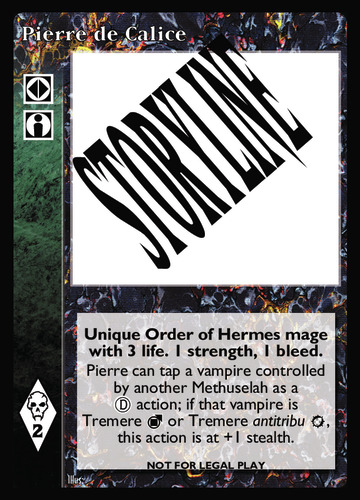 Pierre de Calice
STORYLINE
Unique Order of Hermes mage
with 3 life. 1 strength, 1 bleed.
Pierre can tap a vampire controlled
by another Methuselah as a
Ⓓ action; if that vampire is
Tremere or Tremere antitribu ,
this action is at +1 stealth.
2
NOT FOR LEGAL PLAY
Illus: